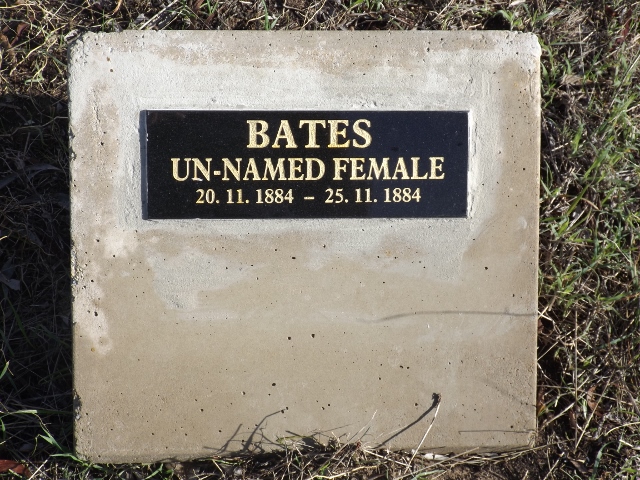 BATES
UN-NAMED FEMALE
20. 11. 1884 – 25. 11. 1884